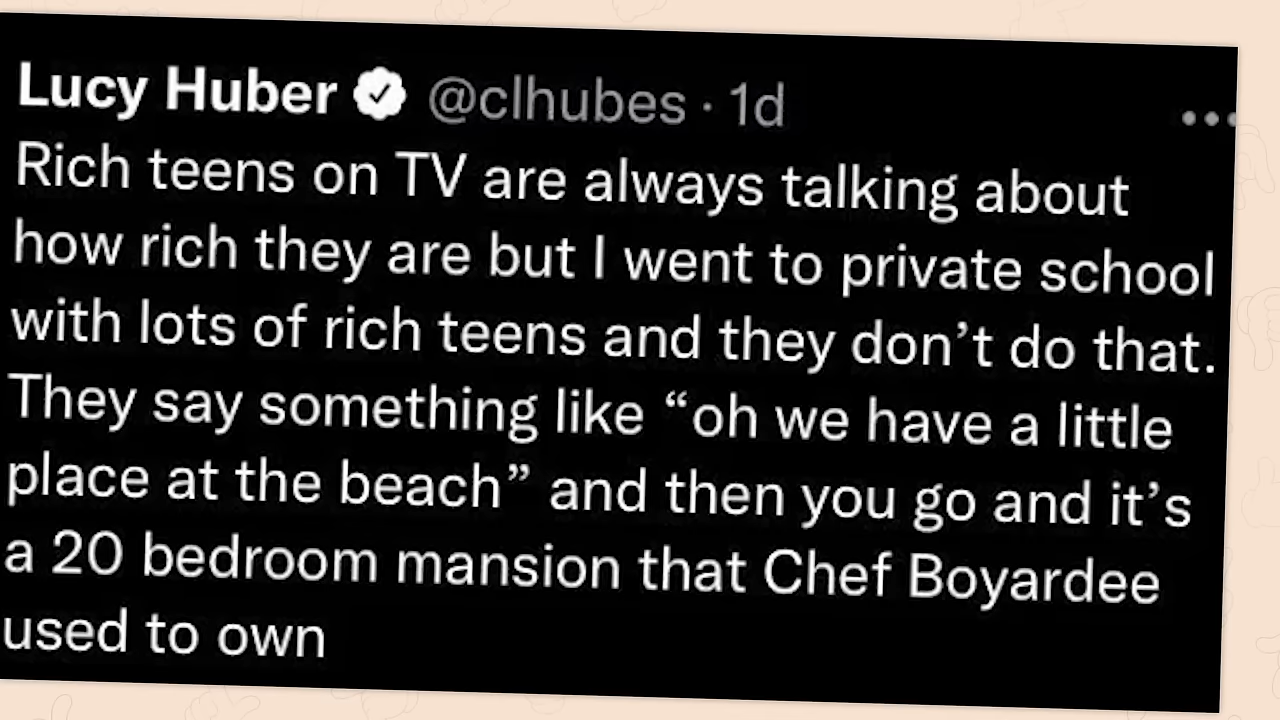 Lucy Huber @clhubes · 1d
Rich teens on TV are always talking about
how rich they are but I went to private school
with lots of rich teens and they don’t do that.
They say something like “oh we have a little
place at the beach” and then you go and it’s
a 20 bedroom mansion that Chef Boyardee
used to own